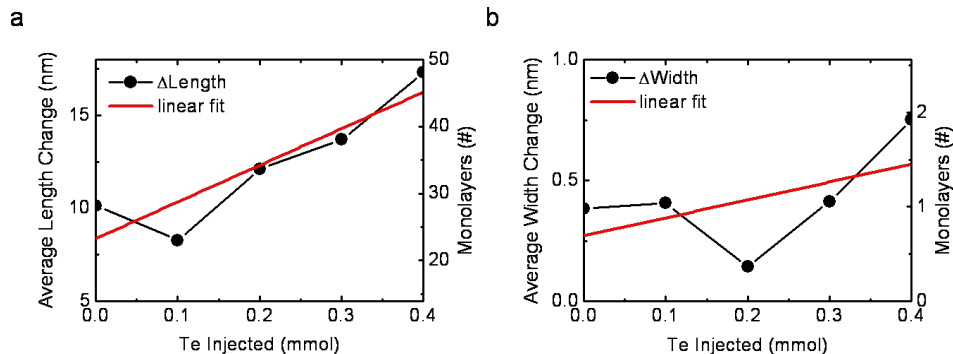 a
Average Length Change (nm)
15
10
5
ΔLength
linear fit
50
40
30
20
Monolayers (#)
0.0 0.1 0.2 0.3 0.4
Te Injected (mmol)
b
Average Width Change (nm)
1.0
0.5
0.0
ΔWidth
linear fit
2
1
0
Monolayers (#)
0.0 0.1 0.2 0.3 0.4
Te Injected (mmol)